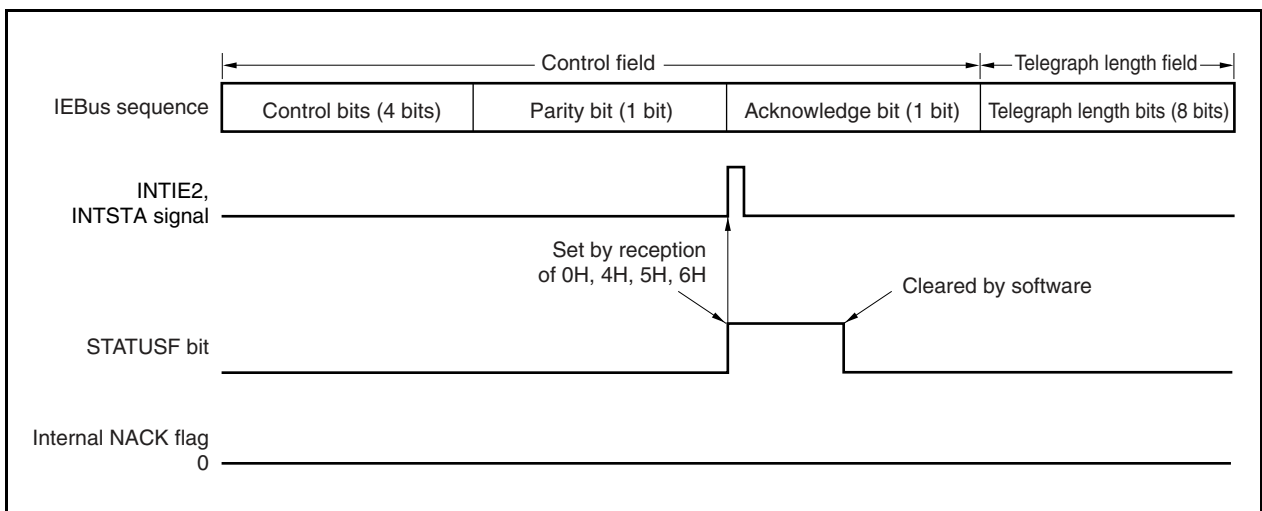 Control field
Telegraph length field
IEBus sequence
Control bits (4 bits)
Parity bit (1 bit)
Acknowledge bit (1 bit)
Telegraph length bits (8 bits)
INTIE2,
INTSTA signal
Set by reception
of 0H, 4H, 5H, 6H
Cleared by software
STATUSF bit
Internal NACK flag
0